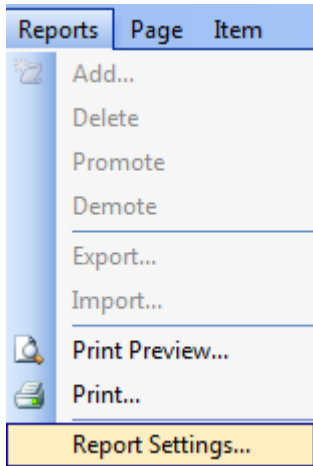 Reports Page Item
Add...
Delete
Promote
Demote
Export...
Import...
Print Preview...
Print...
Report Settings...